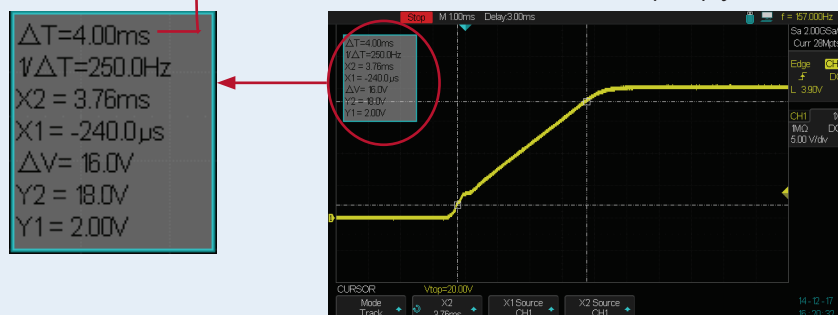 ΔT=4.00ms
1/ΔT=250.0Hz
X2 = 3.76ms
X1 = -240.0µs
ΔV= 16.0V
Y2 = 18.0V
Y1 = 2.00V
Stop M 1.00ms Delay:3.00ms f = 157.000Hz
Sa 2.00GSa
Curr 28Mpts
ΔT=4.00ms
1/ΔT=250.0Hz
X2 = 3.76ms
X1 = -240.0µs
ΔV= 16.0V
Y2 = 18.0V
Y1 = 2.00V
Edge CH
L 3.90V
CH1
1MΩ
5.00 V/div
CURSOR Vtop=20.00V
Mode X2 X1 Source X2 Source
Track 3.76ms CH1 CH1
14-12-17